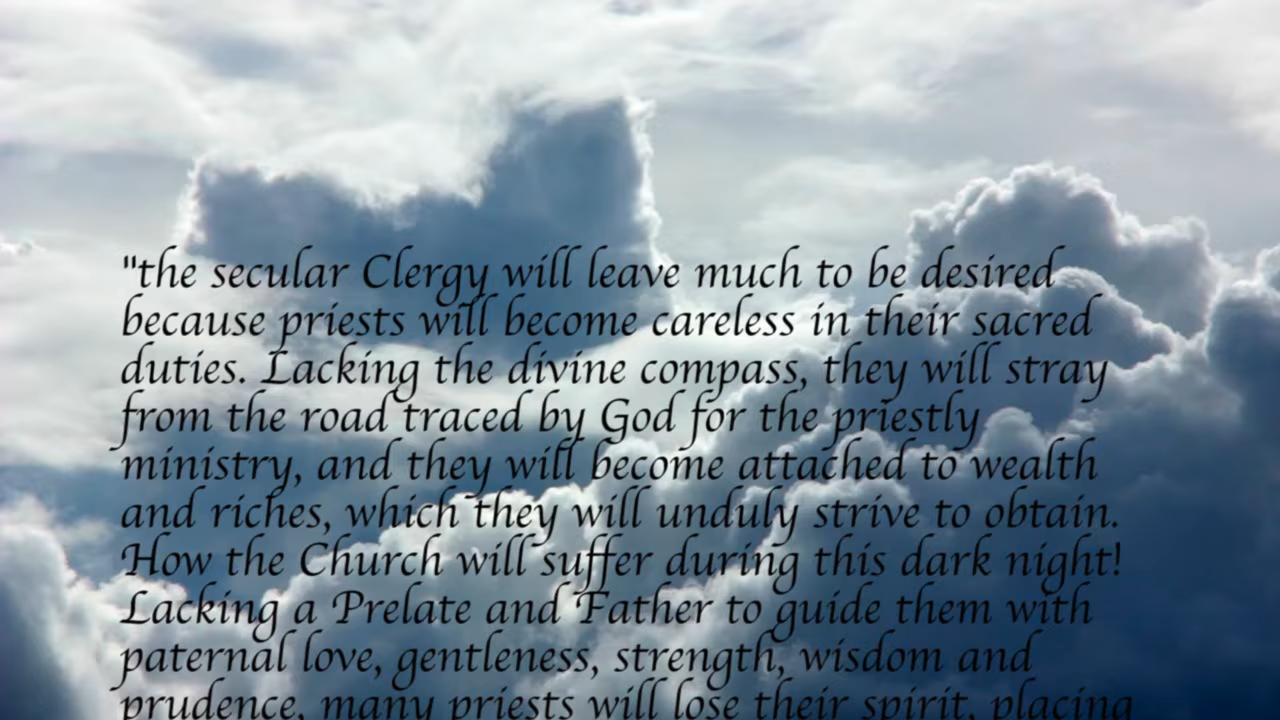 "the secular Clergy will leave much to be desired
because priests will become careless in their sacred
duties. Lacking the divine compass, they will stray
from the road traced by God for the priestly
ministry, and they will become attached to wealth
and riches, which they will unduly strive to obtain.
How the Church will suffer during this dark night!
Lacking a Prelate and Father to guide them with
paternal love, gentleness, strength, wisdom and
prudence, many priests will lose their spirit, placing